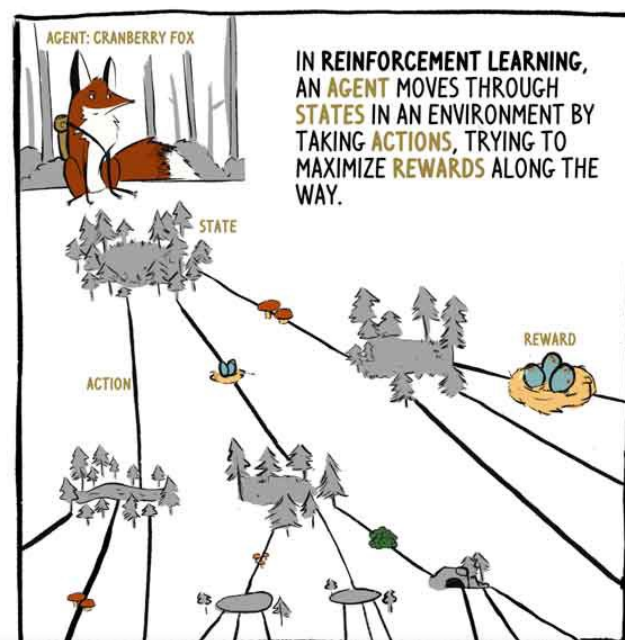 AGENT: CRANBERRY FOX
IN REINFORCEMENT LEARNING,
AN AGENT MOVES THROUGH
STATES IN AN ENVIRONMENT BY
TAKING ACTIONS, TRYING TO
MAXIMIZE REWARDS ALONG THE
WAY.
STATE
REWARD
ACTION